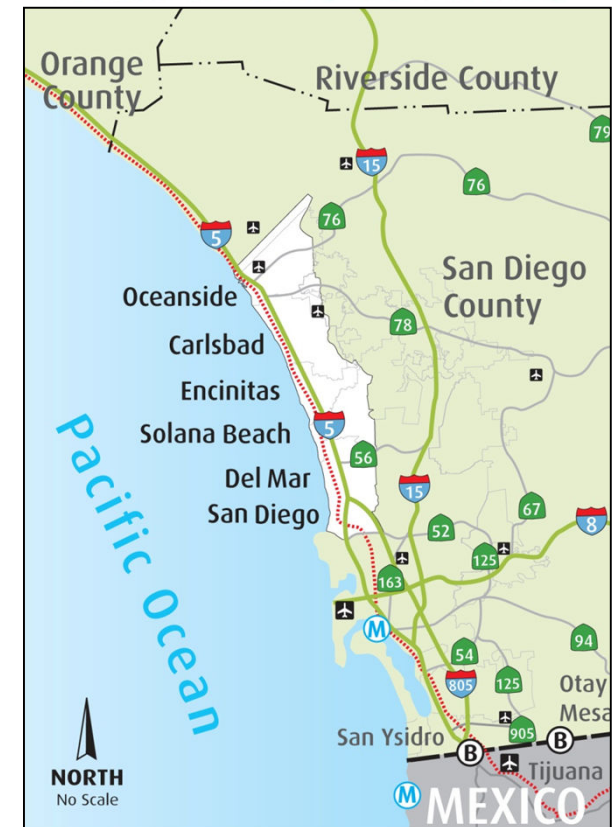 Orange
County
Riverside County
79
15
76
76
5
San Diego
County
Oceanside
78
Carlsbad
Encinitas
Solana Beach
5
56
Del Mar
15
San Diego
67
8
52
125
163
Pacific Ocean
M
94
54
805
125
Otay
Mesa
905
San Ysidro
B
B
NORTH
No Scale
Tijuana
M
MEXICO